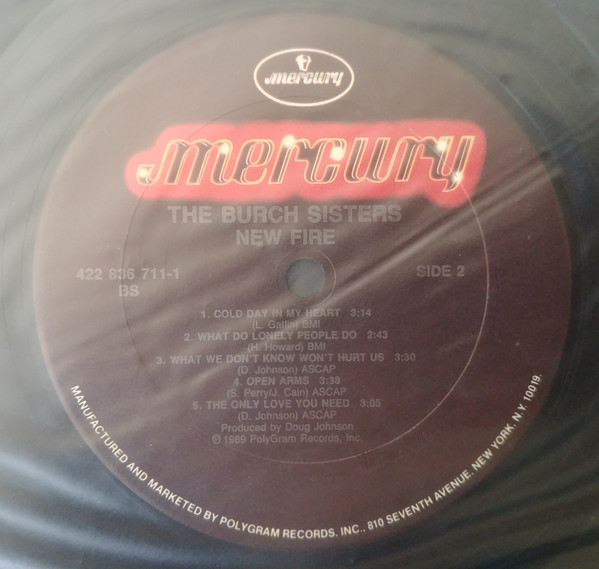 mercury
mercury
THE BURCH SISTERS
NEW FIRE
422 836 711-1
BS
SIDE 2
1. COLD DAY IN MY HEART 3:14
(L. Gallin) BMI
2. WHAT DO LONELY PEOPLE DO 2:43
(H. Howard) BMI
3. WHAT WE DON'T KNOW WON'T HURT US 3:30
(D. Johnson) ASCAP
4. OPEN ARMS 3:38
(S. Perry/J. Cain) ASCAP
5. THE ONLY LOVE YOU NEED 3:05
(D. Johnson) ASCAP
Produced by Doug Johnson
© 1989 PolyGram Records, Inc.
MANUFACTURED AND MARKETED BY POLYGRAM RECORDS, INC., 810 SEVENTH AVENUE, NEW YORK, N.Y. 10019.